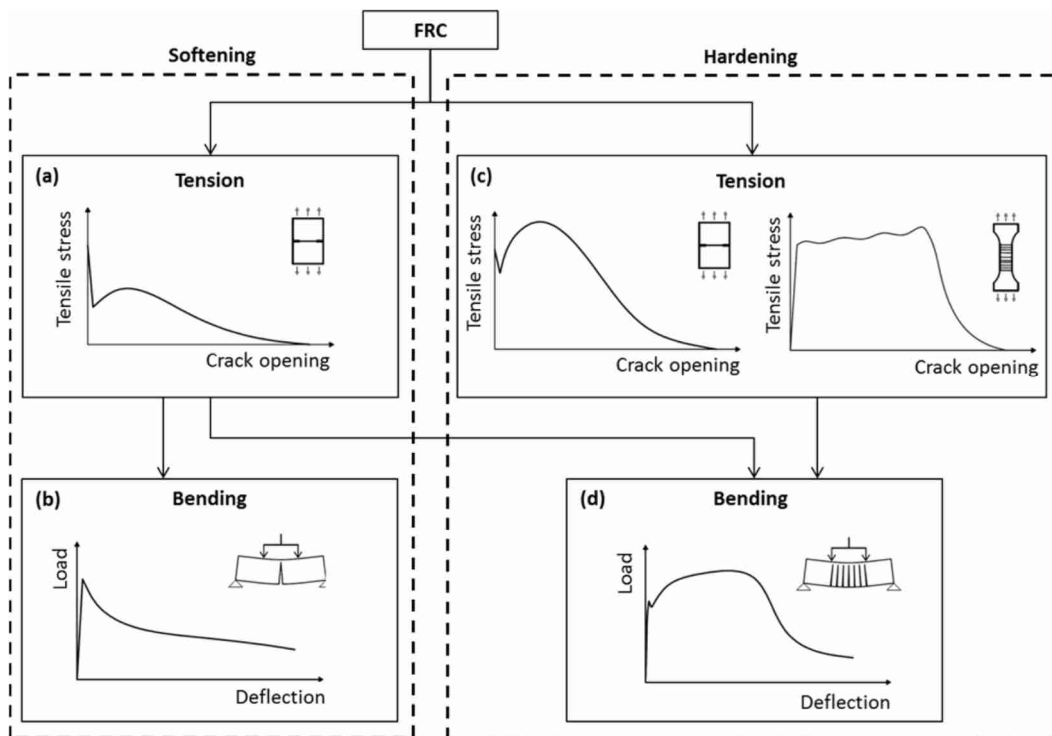 FRC
Softening
Hardening
(a)
Tension
Tensile stress
Crack opening
(c)
Tension
Tensile stress
Crack opening
Tensile stress
Crack opening
(b)
Bending
Load
Deflection
(d)
Bending
Load
Deflection